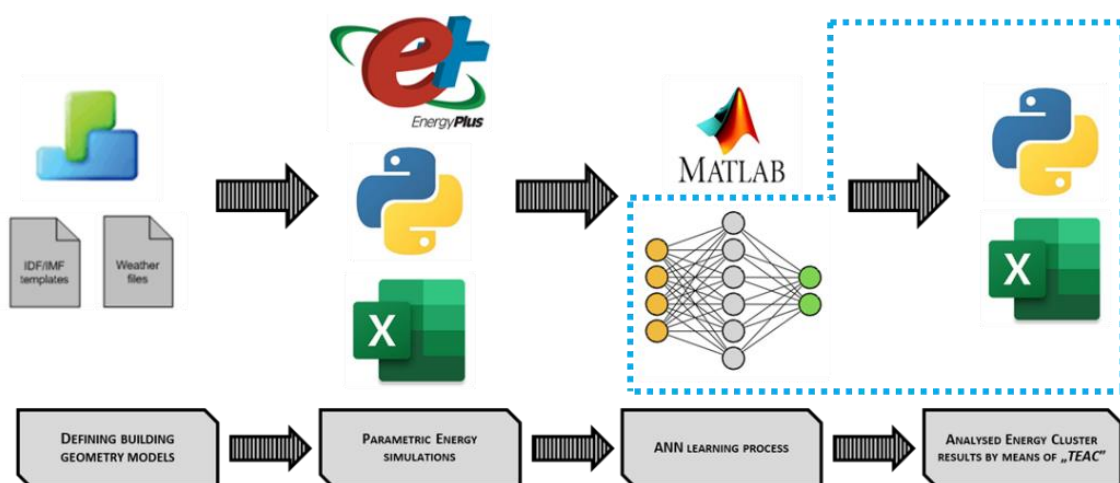 e+
EnergyPlus
MATLAB
IDF/IMF
templates
Weather
files
X
X
DEFINING BUILDING
GEOMETRY MODELS
PARAMETRIC ENERGY
SIMULATIONS
ANN LEARNING PROCESS
ANALYSED ENERGY CLUSTER
RESULTS BY MEANS OF „TEAC"